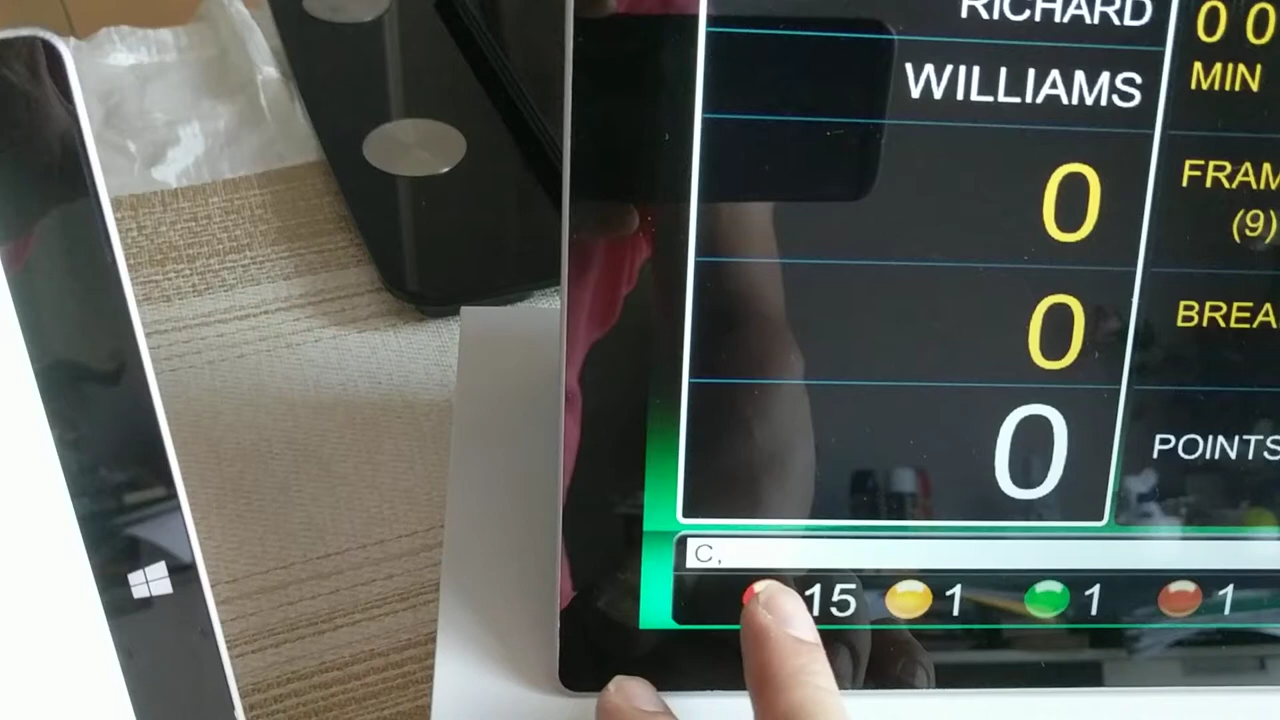 RICHARD
WILLIAMS
0
0
0
0 0
MIN
FRAM
(9)
BREA
POINTS
C,
15 1 1 1